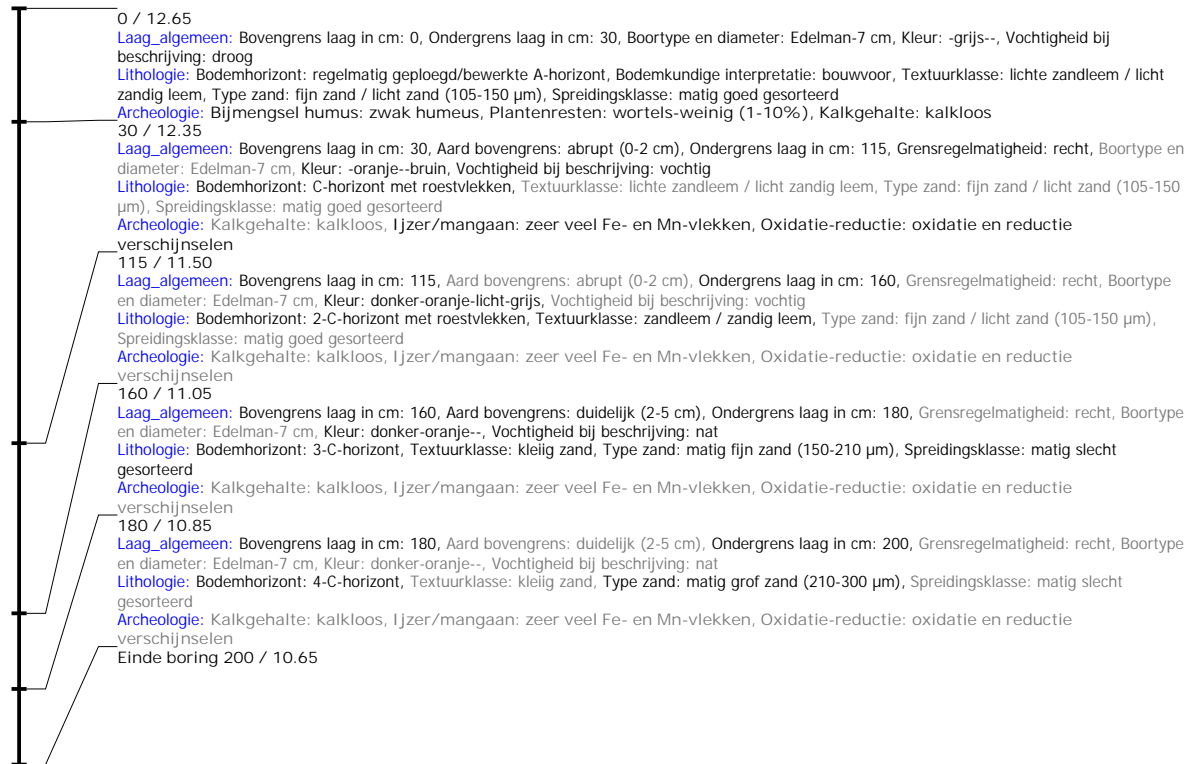 0 / 12.65
Laag_algemeen: Bovengrens laag in cm: 0, Ondergrens laag in cm: 30, Boortype en diameter: Edelman-7 cm, Kleur: -grijs--, Vochtigheid bij
beschrijving: droog
Lithologie: Bodemhorizont: regelmatig geploegd/bewerkte A-horizont, Bodemkundige interpretatie: bouwvoor, Textuurklasse: lichte zandleem / licht
zandig leem, Type zand: fijn zand / licht zand (105-150 µm), Spreidingsklasse: matig goed gesorteerd
Archeologie: Bijmengsel humus: zwak humeus, Plantenresten: wortels-weinig (1-10%), Kalkgehalte: kalkloos
30 / 12.35
Laag_algemeen: Bovengrens laag in cm: 30, Aard bovengrens: abrupt (0-2 cm), Ondergrens laag in cm: 115, Grensregelmatigheid: recht, Boortype en
diameter: Edelman-7 cm, Kleur: -oranje--bruin, Vochtigheid bij beschrijving: vochtig
Lithologie: Bodemhorizont: C-horizont met roestvlekken, Textuurklasse: lichte zandleem / licht zandig leem, Type zand: fijn zand / licht zand (105-150
µm), Spreidingsklasse: matig goed gesorteerd
Archeologie: Kalkgehalte: kalkloos, Ijzer/mangaan: zeer veel Fe- en Mn-vlekken, Oxidatie-reductie: oxidatie en reductie
verschijnselen
115 / 11.50
Laag_algemeen: Bovengrens laag in cm: 115, Aard bovengrens: abrupt (0-2 cm), Ondergrens laag in cm: 160, Grensregelmatigheid: recht, Boortype
en diameter: Edelman-7 cm, Kleur: donker-oranje-licht-grijs, Vochtigheid bij beschrijving: vochtig
Lithologie: Bodemhorizont: 2-C-horizont met roestvlekken, Textuurklasse: zandleem / zandig leem, Type zand: fijn zand / licht zand (105-150 µm),
Spreidingsklasse: matig goed gesorteerd
Archeologie: Kalkgehalte: kalkloos, Ijzer/mangaan: zeer veel Fe- en Mn-vlekken, Oxidatie-reductie: oxidatie en reductie
verschijnselen
160 / 11.05
Laag_algemeen: Bovengrens laag in cm: 160, Aard bovengrens: duidelijk (2-5 cm), Ondergrens laag in cm: 180, Grensregelmatigheid: recht, Boortype
en diameter: Edelman-7 cm, Kleur: donker-oranje--, Vochtigheid bij beschrijving: nat
Lithologie: Bodemhorizont: 3-C-horizont, Textuurklasse: kleiig zand, Type zand: matig fijn zand (150-210 µm), Spreidingsklasse: matig slecht
gesorteerd
Archeologie: Kalkgehalte: kalkloos, Ijzer/mangaan: zeer veel Fe- en Mn-vlekken, Oxidatie-reductie: oxidatie en reductie
verschijnselen
180 / 10.85
Laag_algemeen: Bovengrens laag in cm: 180, Aard bovengrens: duidelijk (2-5 cm), Ondergrens laag in cm: 200, Grensregelmatigheid: recht, Boortype
en diameter: Edelman-7 cm, Kleur: donker-oranje--, Vochtigheid bij beschrijving: nat
Lithologie: Bodemhorizont: 4-C-horizont, Textuurklasse: kleiig zand, Type zand: matig grof zand (210-300 µm), Spreidingsklasse: matig slecht
gesorteerd
Archeologie: Kalkgehalte: kalkloos, Ijzer/mangaan: zeer veel Fe- en Mn-vlekken, Oxidatie-reductie: oxidatie en reductie
verschijnselen
Einde boring 200 / 10.65